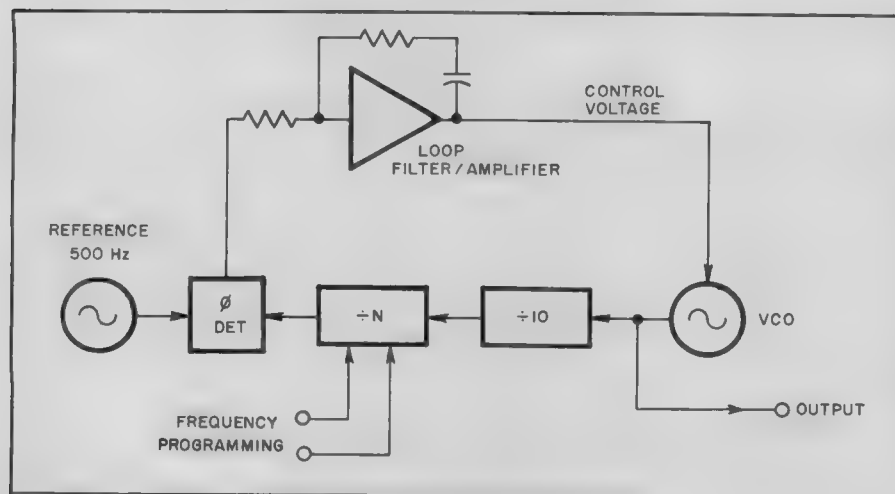 CONTROL
VOLTAGE
LOOP
FILTER/AMPLIFIER
REFERENCE
500 Hz
ø
DET
÷N
÷10
VCO
FREQUENCY
PROGRAMMING
OUTPUT